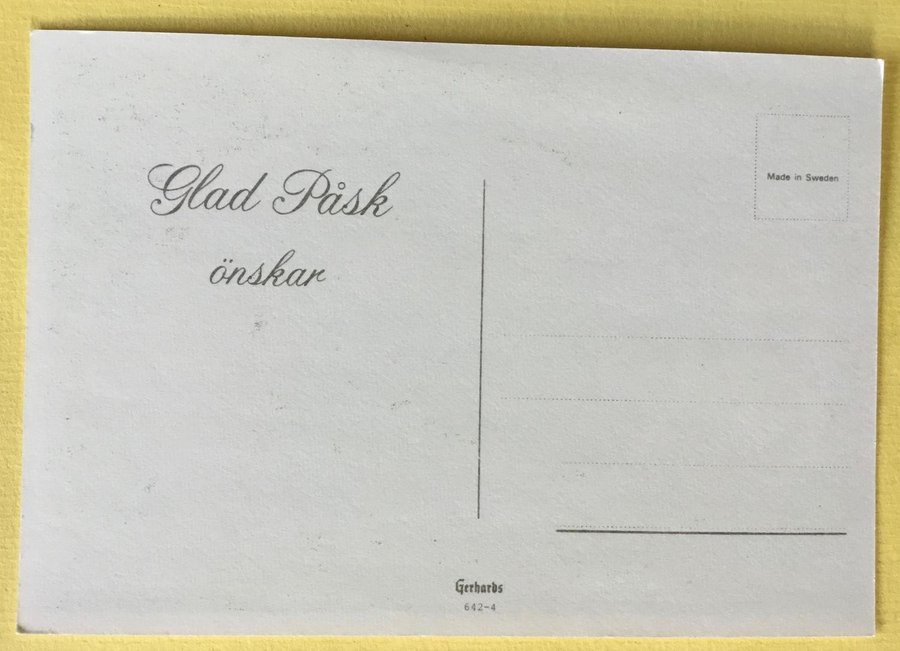 Glad Påsk
önskar
Made in Sweden
Gerhards
642-4